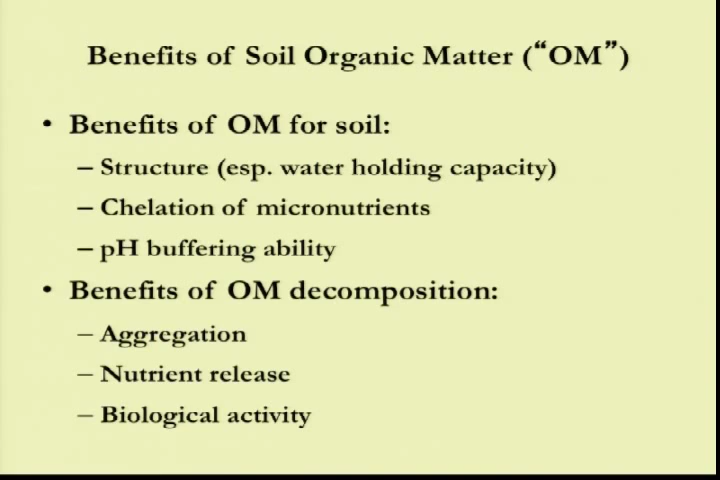 Benefits of Soil Organic Matter (“OM”)
• Benefits of OM for soil:
– Structure (esp. water holding capacity)
– Chelation of micronutrients
– pH buffering ability
• Benefits of OM decomposition:
– Aggregation
– Nutrient release
– Biological activity